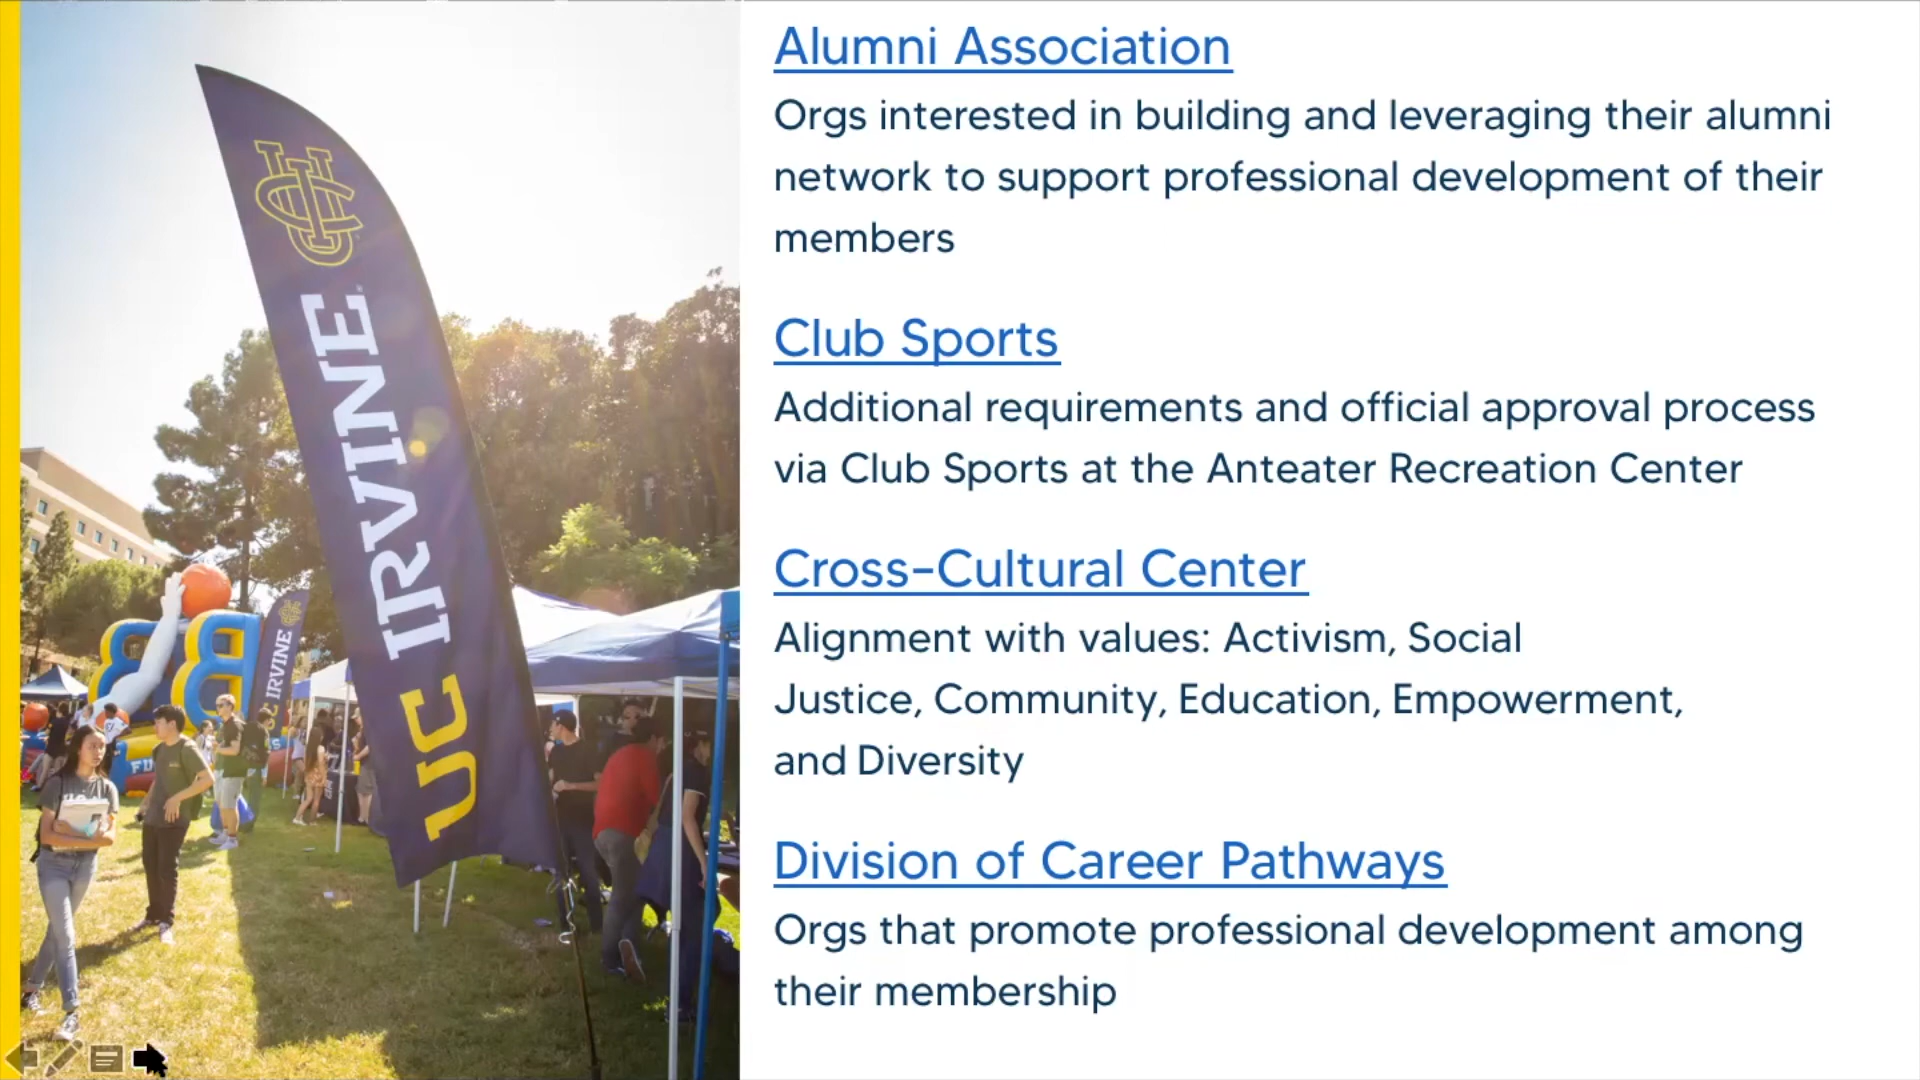 Alumni Association
Orgs interested in building and leveraging their alumni
network to support professional development of their
members
Club Sports
Additional requirements and official approval process
via Club Sports at the Anteater Recreation Center
Cross-Cultural Center
Alignment with values: Activism, Social
Justice, Community, Education, Empowerment,
and Diversity
Division of Career Pathways
Orgs that promote professional development among
their membership
UCI
UC IRVINE
UC IRVINE